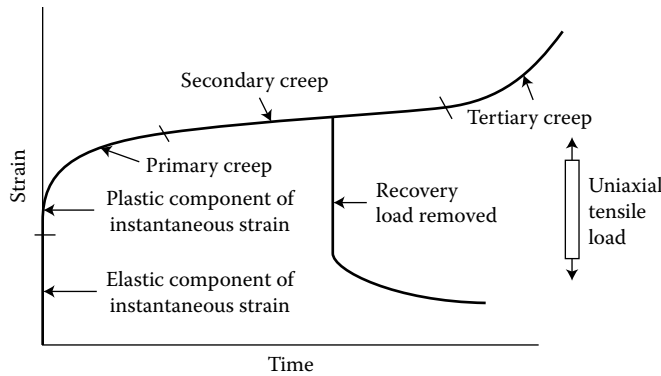 Secondary creep
Tertiary creep
Primary creep
Strain
Plastic component of
instantaneous strain
Recovery
load removed
Uniaxial
tensile
load
Elastic component of
instantaneous strain
Time